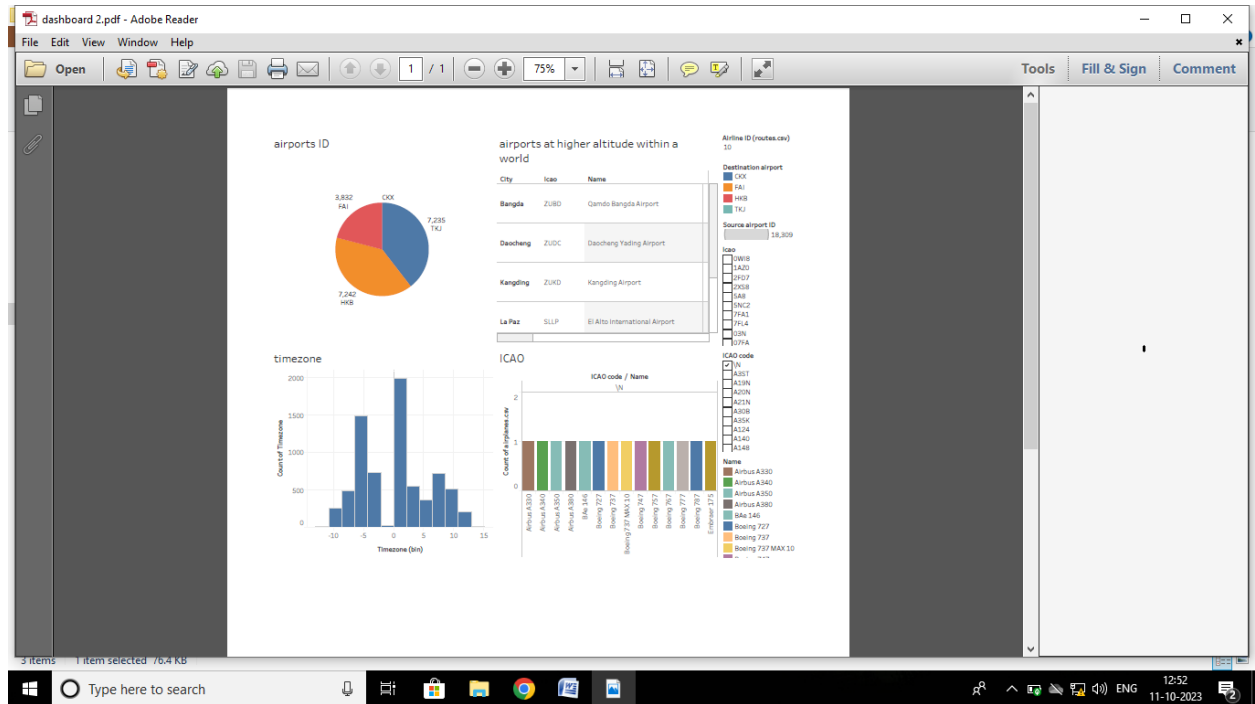 dashboard 2.pdf - Adobe Reader
File Edit View Window Help
Open 1 / 1 75% Tools Fill & Sign Comment
airports ID
3,832
FAI
CKX
7,235
TKJ
7,242
HKB
airports at higher altitude within a
world
City Icao Name
Bangda ZUBD Qamdo Bangda Airport
Daocheng ZUDC Daocheng Yading Airport
Kangding ZUKD Kangding Airport
La Paz SLLP El Alto International Airport
Airline ID (routes.csv)
10
Destination airport
CKX
FAI
HKB
TKJ
Source airport ID
18,309
Icao
0WI8
1AZ0
2FD7
2XS8
5A8
5NC2
7FA1
7FL4
03N
07FA
timezone
2000
1500
1000
500
0
Count of Timezone
-10 -5 0 5 10 15
Timezone (bin)
ICAO
ICAO code / Name
\N
2
1
0
Count of airplanes.csv
Airbus A330
Airbus A340
Airbus A350
Airbus A380
BAe 146
Boeing 727
Boeing 737
Boeing 737 MAX 10
Boeing 747
Boeing 757
Boeing 767
Boeing 777
Boeing 787
Embraer 175
ICAO code
\N
A3ST
A19N
A20N
A21N
A30B
A35K
A124
A140
A148
Name
Airbus A330
Airbus A340
Airbus A350
Airbus A380
BAe 146
Boeing 727
Boeing 737
Boeing 737 MAX 10
3 items 1 item selected 76.4 KB
Type here to search
ENG
12:52
11-10-2023
2